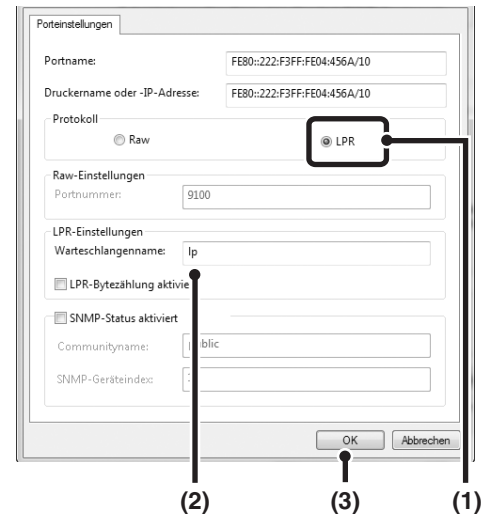 Porteinstellungen
Portname: FE80::222:F3FF:FE04:456A/10
Druckername oder -IP-Adresse: FE80::222:F3FF:FE04:456A/10
Protokoll
Raw LPR
Raw-Einstellungen
Portnummer: 9100
LPR-Einstellungen
Warteschlangenname: lp
LPR-Bytezählung aktivie
SNMP-Status aktiviert
Communityname: public
SNMP-Geräteindex:
OK Abbrechen
(2) (3) (1)